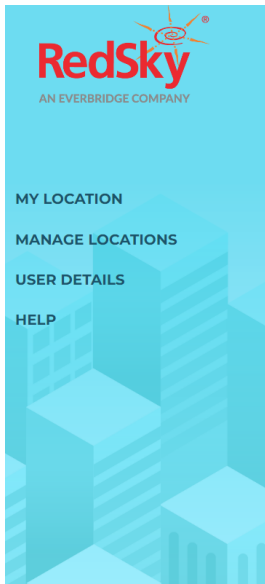 RedSky®
AN EVERBRIDGE COMPANY
MY LOCATION
MANAGE LOCATIONS
USER DETAILS
HELP